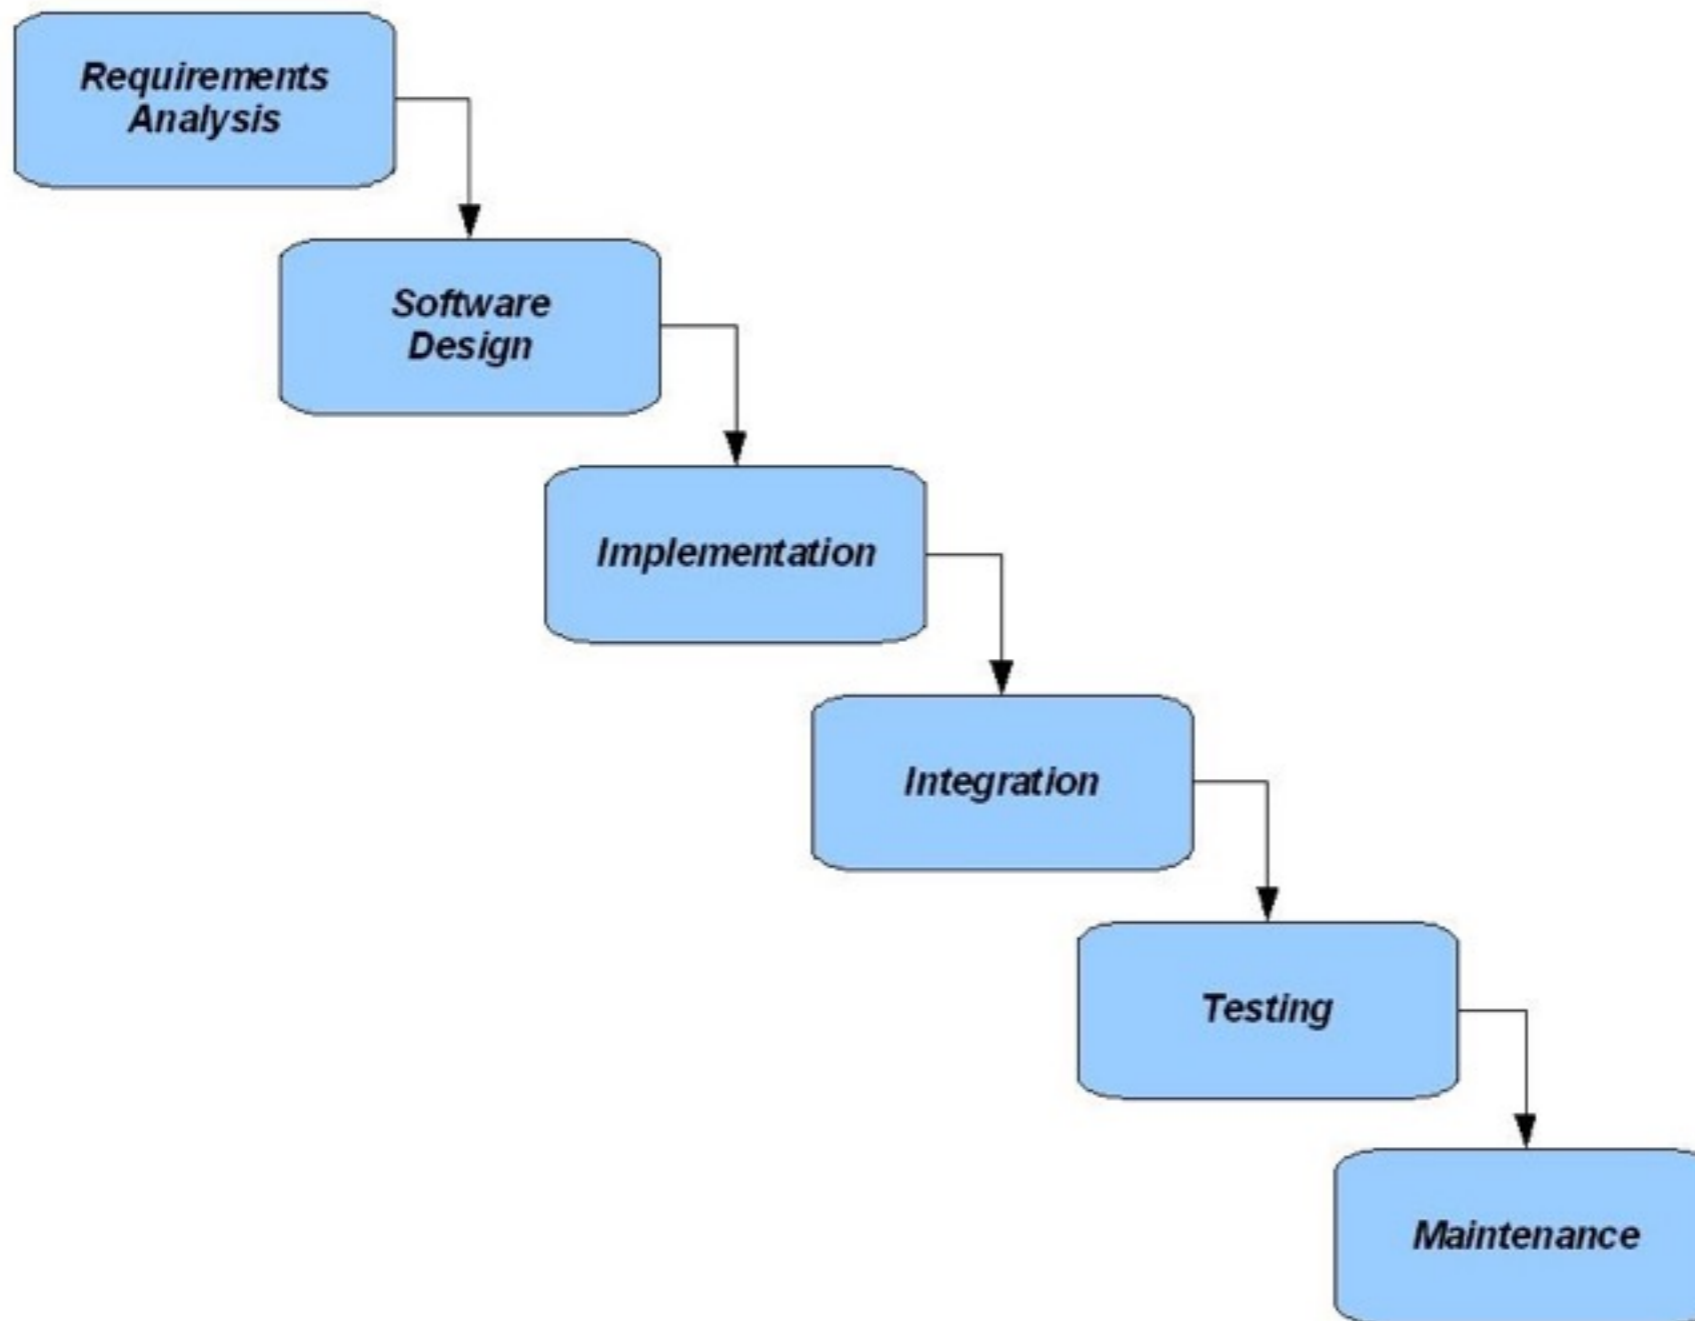 Requirements
Analysis
Software
Design
Implementation
Integration
Testing
Maintenance